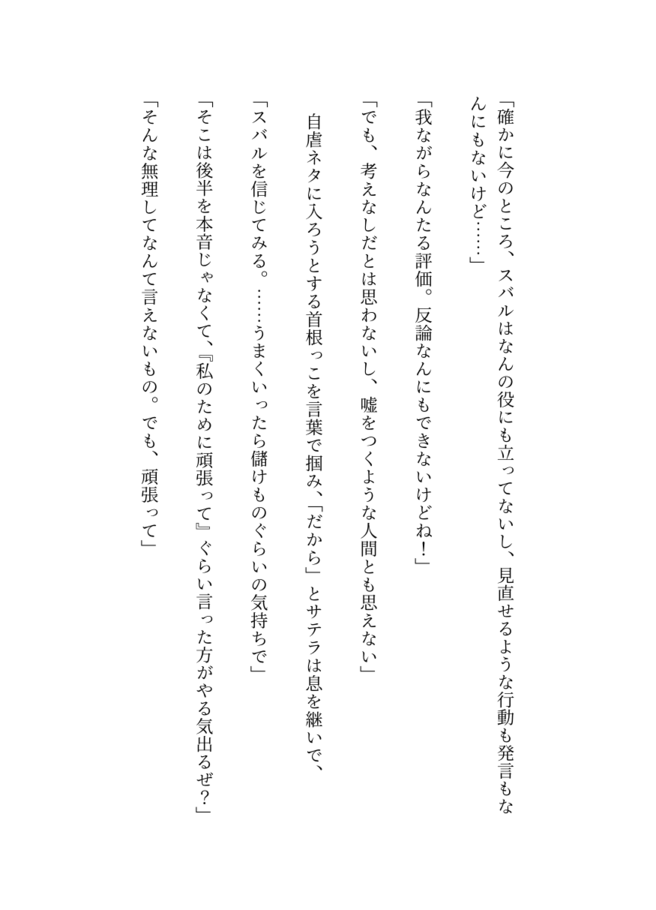 「確かに今のところ、スバルはなんの役にも立ってないし、見直せるような行動も発言もな
んにもないけど……」
「我ながらなんたる評価。反論なんにもできないけどね！」
「でも、考えなしだとは思わないし、嘘をつくような人間とも思えない」
　自虐ネタに入ろうとする首根っこを言葉で掴み、「だから」とサテラは息を継いで、
「スバルを信じてみる。……うまくいったら儲けものぐらいの気持ちで」
「そこは後半を本音じゃなくて、『私のために頑張って』ぐらい言った方がやる気出るぜ？」
「そんな無理してなんて言えないもの。でも、頑張って」